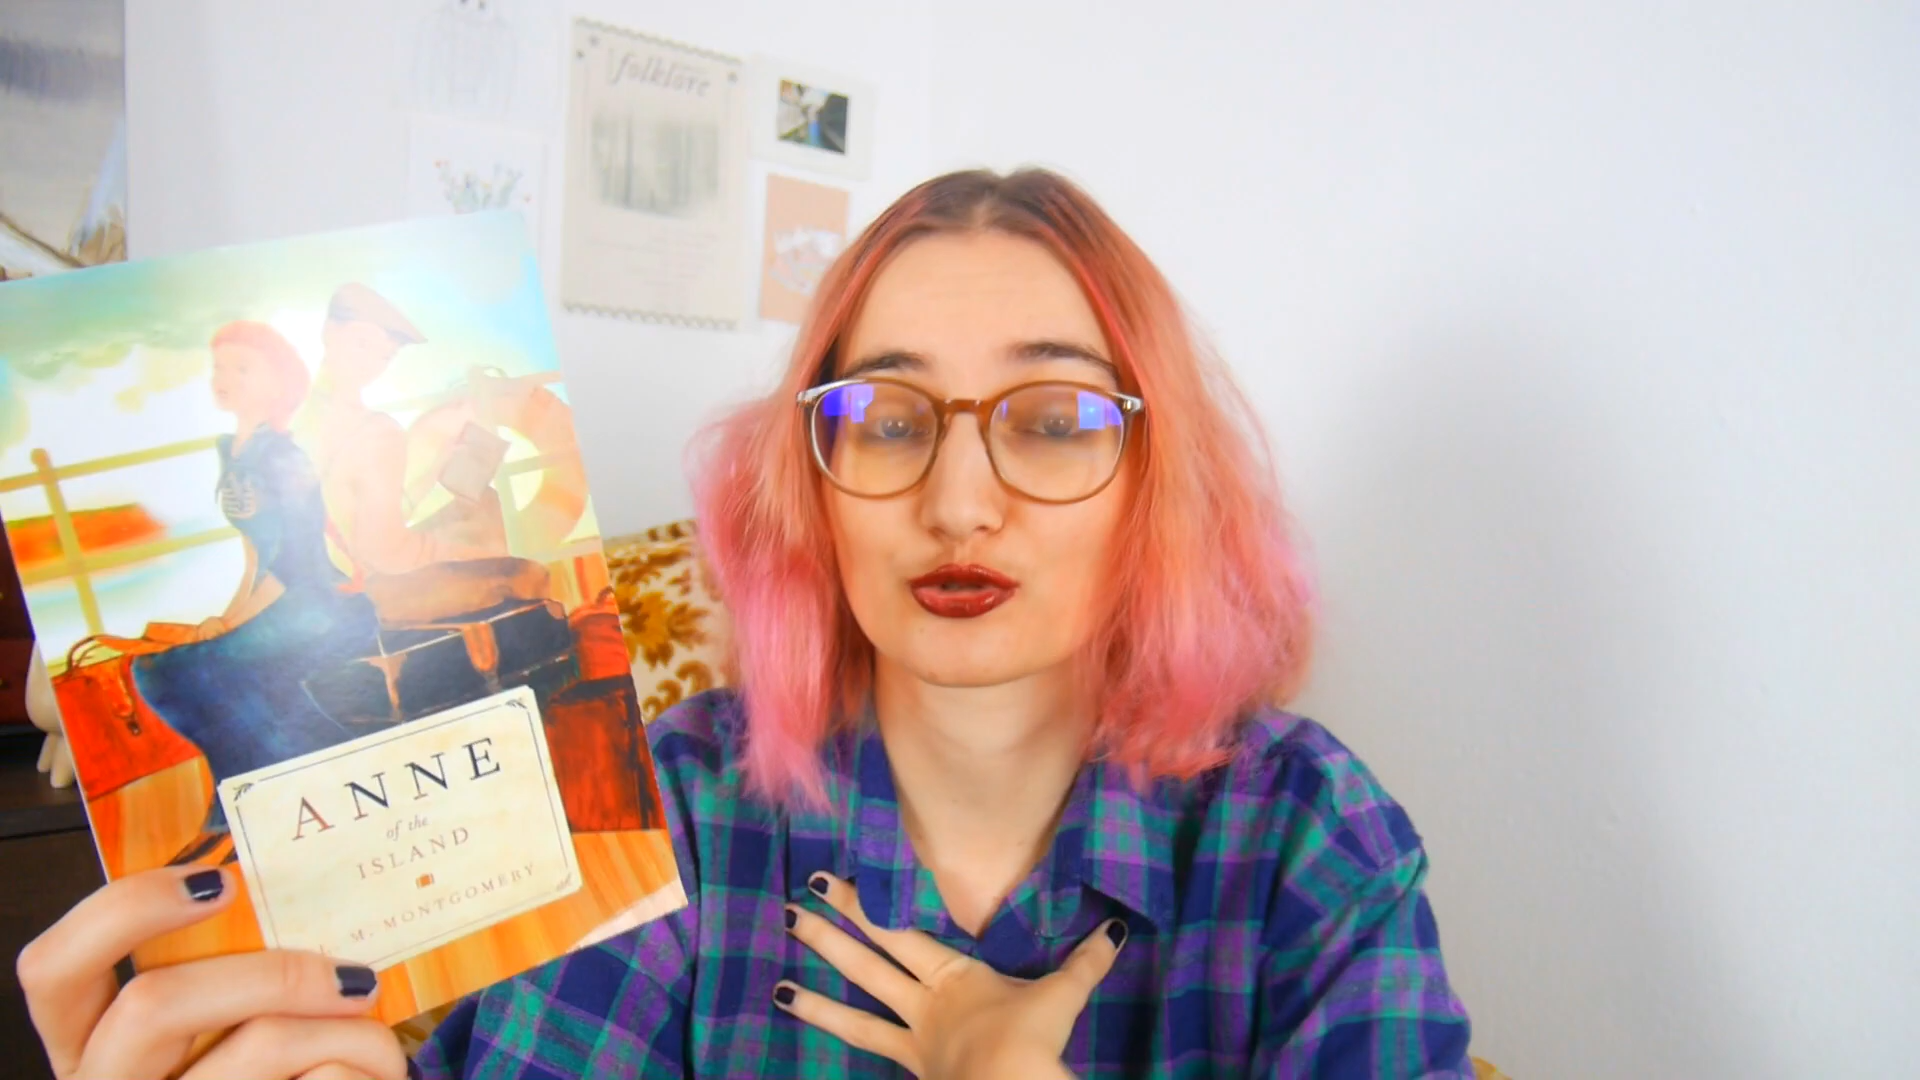 folklore
ANNE
of the
ISLAND
L. M. MONTGOMERY